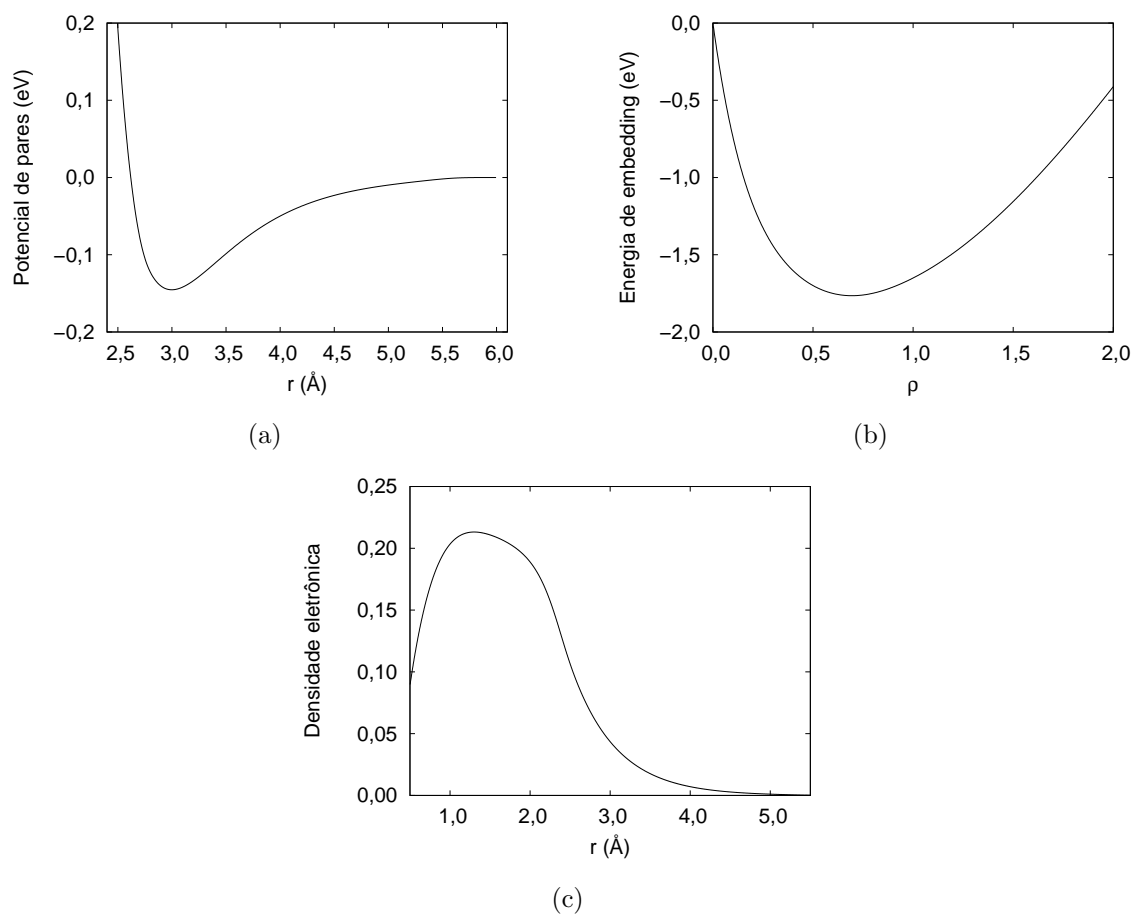 Potencial de pares (eV)
0,2
0,1
0,0
−0,1
−0,2
2,5 3,0 3,5 4,0 4,5 5,0 5,5 6,0
r (Å)
(a)
Energia de embedding (eV)
0,0
−0,5
−1,0
−1,5
−2,0
0,0 0,5 1,0 1,5 2,0
ρ
(b)
Densidade eletrônica
0,25
0,20
0,15
0,10
0,05
0,00
1,0 2,0 3,0 4,0 5,0
r (Å)
(c)